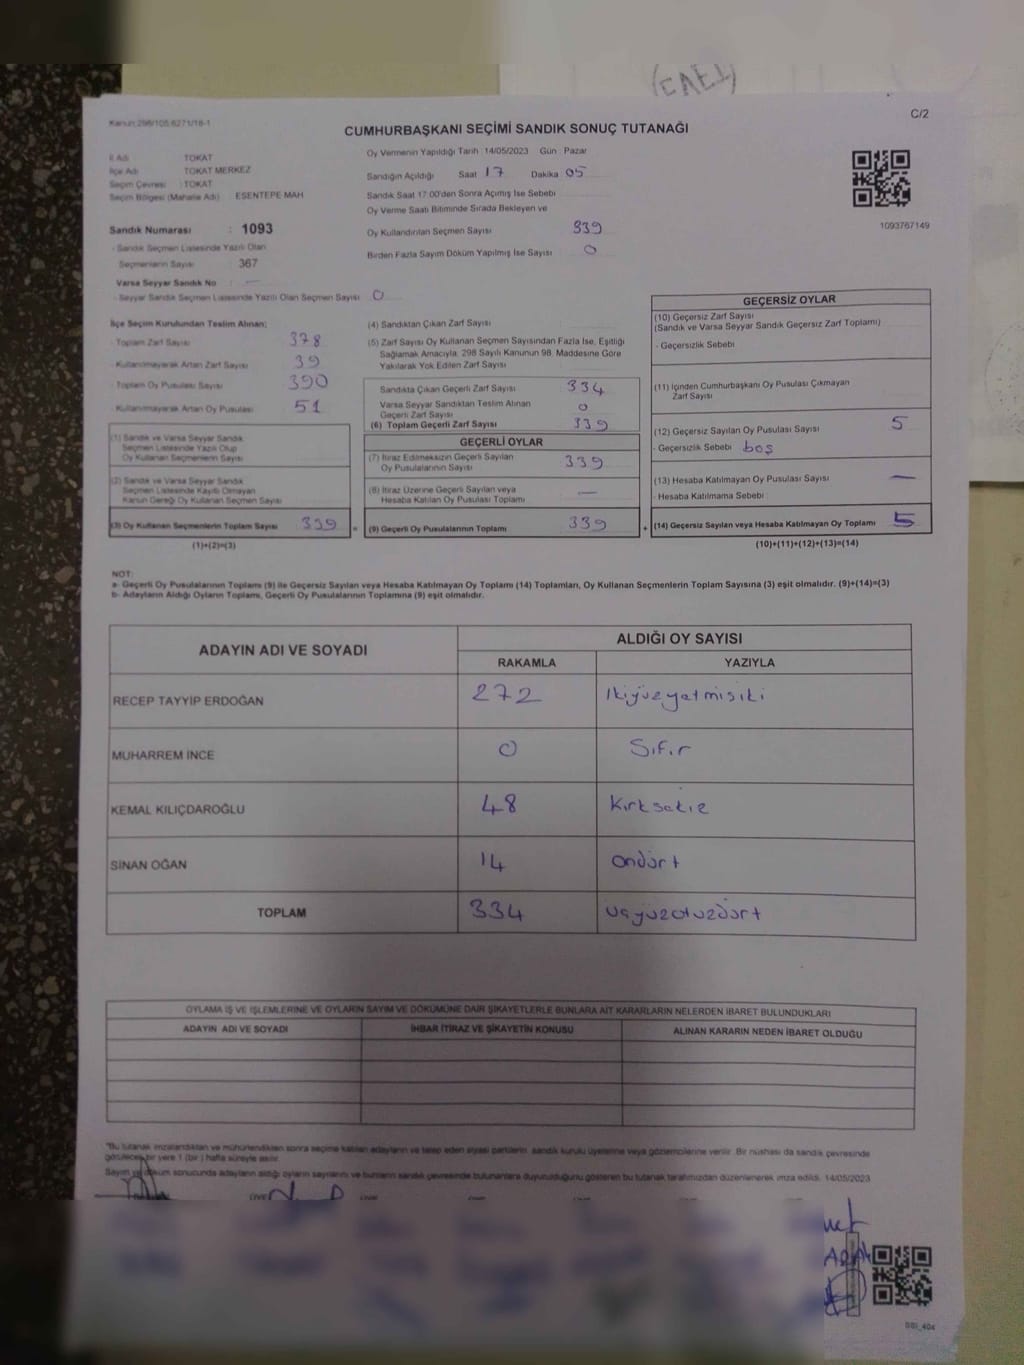 (CAET)
Kanun:298/105,6271/18-1
C/2
CUMHURBAŞKANI SEÇİMİ SANDIK SONUÇ TUTANAĞI
İl Adı : TOKAT
İlçe Adı : TOKAT MERKEZ
Seçim Çevresi : TOKAT
Seçim Bölgesi (Mahalle Adı) : ESENTEPE MAH
Oy Vermenin Yapıldığı Tarih :14/05/2023 Gün : Pazar
Sandığın Açıldığı Saat 17 Dakika 05
Sandık Saat 17:00'den Sonra Açılmış İse Sebebi
Oy Verme Saati Bitiminde Sırada Bekleyen ve
Oy Kullandırılan Seçmen Sayısı 339
Birden Fazla Sayım Döküm Yapılmış İse Sayısı 0
1093767149
Sandık Numarası : 1093
- Sandık Seçmen Listesinde Yazılı Olan
Seçmenlerin Sayısı : 367
Varsa Seyyar Sandık No : —
- Seyyar Sandık Seçmen Listesinde Yazılı Olan Seçmen Sayısı : 0
İlçe Seçim Kurulundan Teslim Alınan;
- Toplam Zarf Sayısı 378
- Kullanılmayarak Artan Zarf Sayısı 39
- Toplam Oy Pusulası Sayısı 390
- Kullanılmayarak Artan Oy Pusulası 51
(1) Sandık ve Varsa Seyyar Sandık
Seçmen Listesinde Yazılı Olup
Oy Kullanan Seçmenlerin Sayısı
(2) Sandık ve Varsa Seyyar Sandık
Seçmen Listesinde Kayıtlı Olmayan
Kanun Gereği Oy Kullanan Seçmen Sayısı
(3) Oy Kullanan Seçmenlerin Toplam Sayısı 339 =
(1)+(2)=(3)
(4) Sandıktan Çıkan Zarf Sayısı
(5) Zarf Sayısı Oy Kullanan Seçmen Sayısından Fazla İse, Eşitliği
Sağlamak Amacıyla; 298 Sayılı Kanunun 98. Maddesine Göre
Yakılarak Yok Edilen Zarf Sayısı
Sandıkta Çıkan Geçerli Zarf Sayısı 334
Varsa Seyyar Sandıktan Teslim Alınan
Geçerli Zarf Sayısı 0
(6) Toplam Geçerli Zarf Sayısı 339
GEÇERLİ OYLAR
(7) İtiraz Edilmeksizin Geçerli Sayılan
Oy Pusulalarının Sayısı 339
(8) İtiraz Üzerine Geçerli Sayılan veya
Hesaba Katılan Oy Pusulaları Toplamı —
(9) Geçerli Oy Pusulalarının Toplamı 339 +
GEÇERSİZ OYLAR
(10) Geçersiz Zarf Sayısı
(Sandık ve Varsa Seyyar Sandık Geçersiz Zarf Toplamı)
- Geçersizlik Sebebi
(11) İçinden Cumhurbaşkanı Oy Pusulası Çıkmayan
Zarf Sayısı
(12) Geçersiz Sayılan Oy Pusulası Sayısı 5
- Geçersizlik Sebebi boş
(13) Hesaba Katılmayan Oy Pusulası Sayısı —
- Hesaba Katılmama Sebebi
(14) Geçersiz Sayılan veya Hesaba Katılmayan Oy Toplamı 5
(10)+(11)+(12)+(13)=(14)
NOT:
a- Geçerli Oy Pusulalarının Toplamı (9) ile Geçersiz Sayılan veya Hesaba Katılmayan Oy Toplamı (14) Toplamları, Oy Kullanan Seçmenlerin Toplam Sayısına (3) eşit olmalıdır. (9)+(14)=(3)
b- Adayların Aldığı Oyların Toplamı, Geçerli Oy Pusulalarının Toplamına (9) eşit olmalıdır.
ADAYIN ADI VE SOYADI
ALDIĞI OY SAYISI
RAKAMLA YAZIYLA
RECEP TAYYİP ERDOĞAN 272 İkiyüzyetmişiki
MUHARREM İNCE 0 Sıfır
KEMAL KILIÇDAROĞLU 48 Kırksekiz
SİNAN OĞAN 14 ondört
TOPLAM 334 üçyüzotuzdört
OYLAMA İŞ VE İŞLEMLERİNE VE OYLARIN SAYIM VE DÖKÜMÜNE DAİR ŞİKAYETLERLE BUNLARA AİT KARARLARIN NELERDEN İBARET BULUNDUKLARI
ADAYIN ADI VE SOYADI İHBAR İTİRAZ VE ŞİKAYETİN KONUSU ALINAN KARARIN NEDEN İBARET OLDUĞU
*Bu tutanak imzalandıktan ve mühürlendikten sonra seçime katılan adayların ve talep eden siyasi partilerin, sandık kurulu üyelerine veya gözlemcilerine verilir. Bir nüshası da sandık çevresinde
görülecek bir yere 1 (bir ) hafta süreyle asılır.
Sayım ve döküm sonucunda adayların aldığı oyların sayılarını ve bunların sandık çevresinde bulunanlara duyurulduğunu gösteren bu tutanak tarafımızdan düzenlenerek imza edildi. 14/05/2023